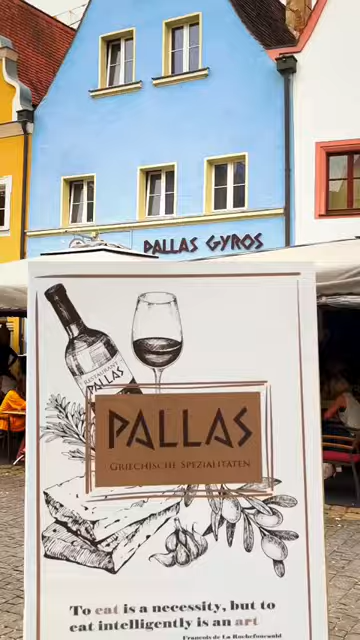 PALLAS GYROS
RESTAURANT
PALLAS
PALLAS
GRIECHISCHE SPEZIALITÄTEN
To eat is a necessity, but to
eat intelligently is an art
François de La Rochefoucauld